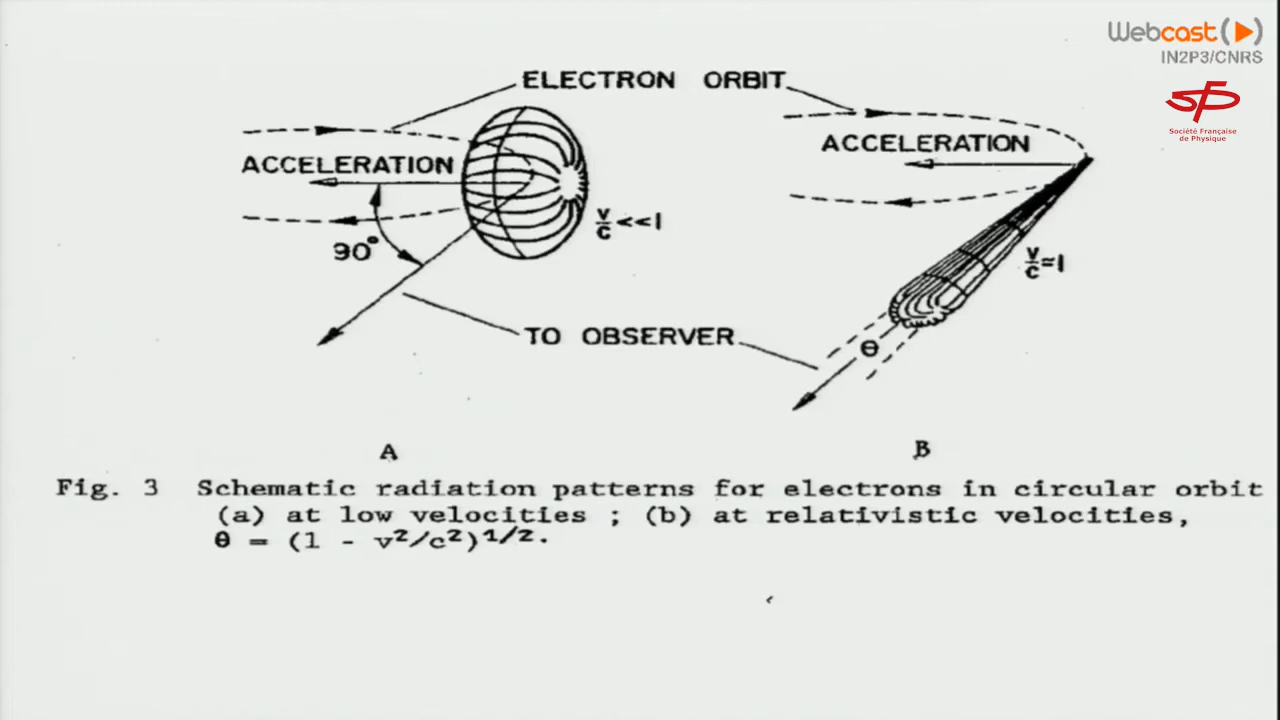 Webcast
IN2P3/CNRS
SFP
Société Française
de Physique
ELECTRON ORBIT
ACCELERATION
90°
v/c <<1
ACCELERATION
v/c ≈ 1
TO OBSERVER
θ
A
B
Fig. 3 Schematic radiation patterns for electrons in circular orbit
(a) at low velocities ; (b) at relativistic velocities,
θ = (1 - v²/c²)^1/2.